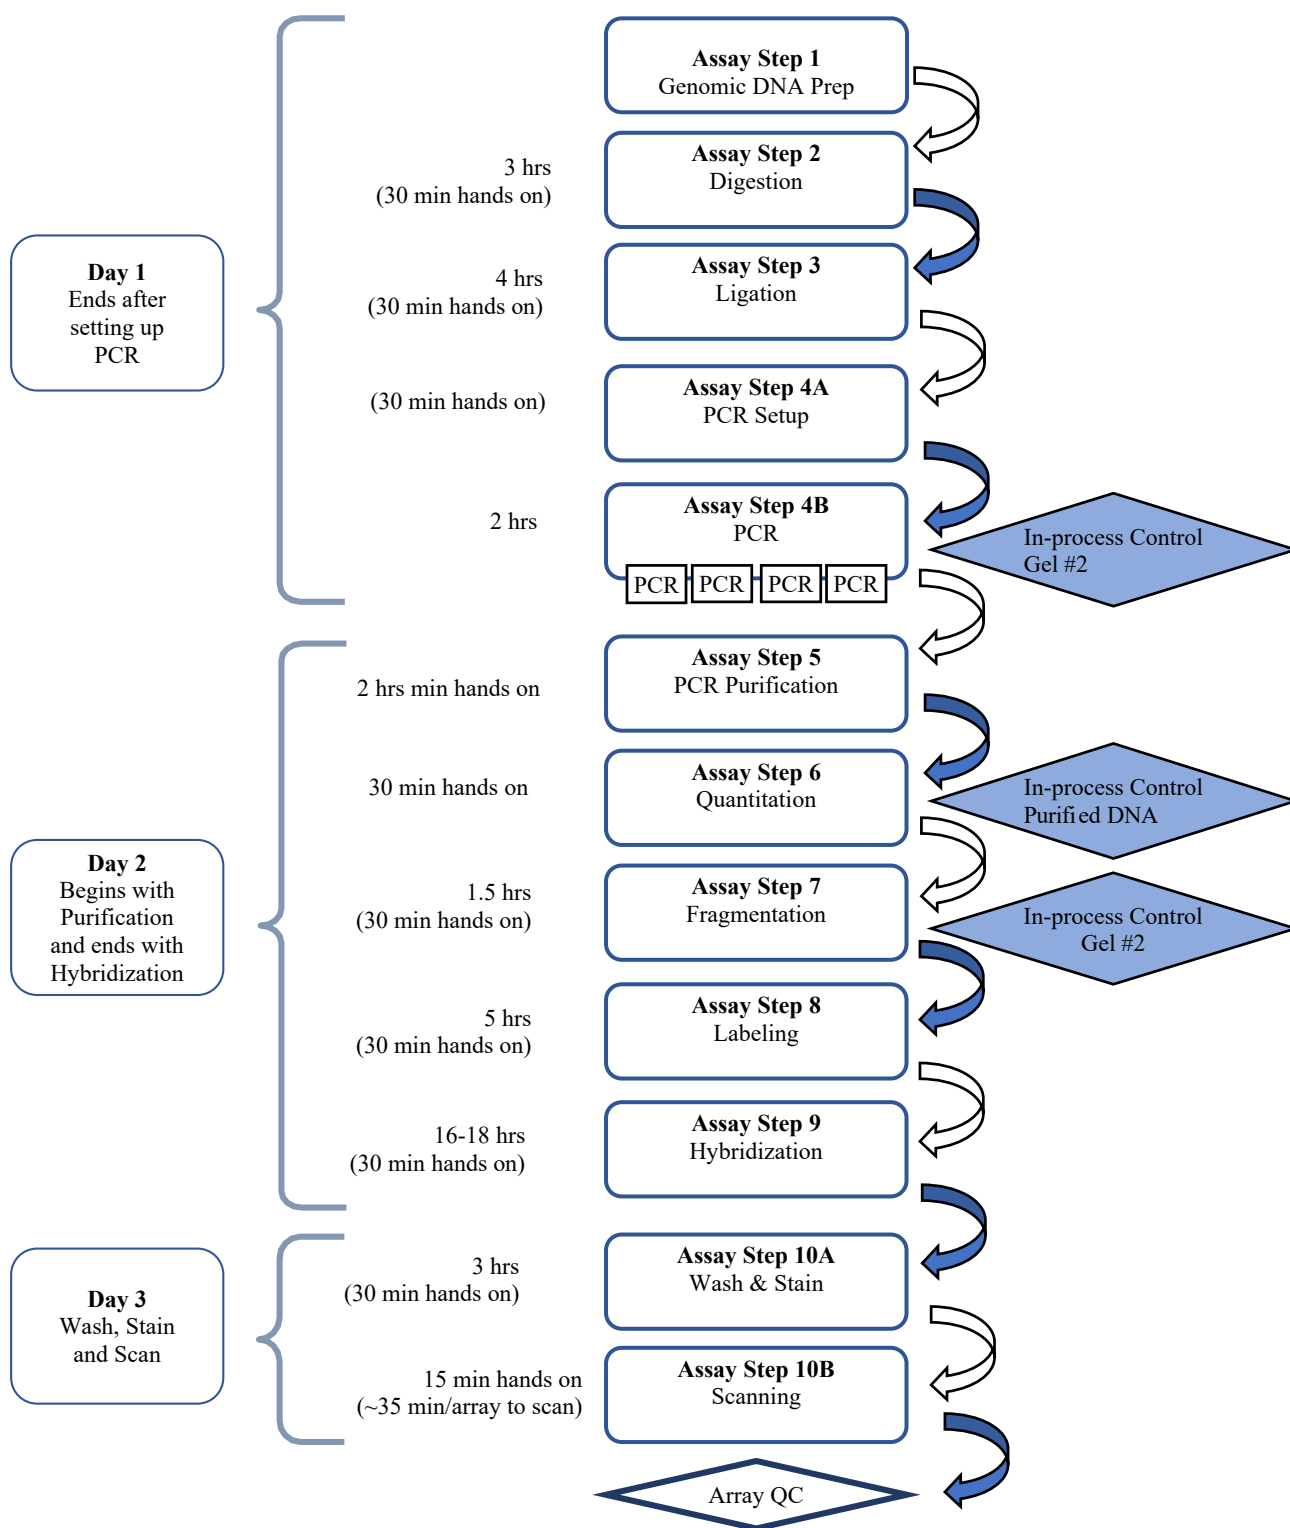 Assay Step 1
Genomic DNA Prep
3 hrs
(30 min hands on)
Assay Step 2
Digestion
Day 1
Ends after
setting up
PCR
4 hrs
(30 min hands on)
Assay Step 3
Ligation
(30 min hands on)
Assay Step 4A
PCR Setup
2 hrs
Assay Step 4B
PCR
PCR PCR PCR PCR
In-process Control
Gel #2
2 hrs min hands on
Assay Step 5
PCR Purification
30 min hands on
Assay Step 6
Quantitation
In-process Control
Purified DNA
Day 2
Begins with
Purification
and ends with
Hybridization
1.5 hrs
(30 min hands on)
Assay Step 7
Fragmentation
In-process Control
Gel #2
5 hrs
(30 min hands on)
Assay Step 8
Labeling
16-18 hrs
(30 min hands on)
Assay Step 9
Hybridization
Day 3
Wash, Stain
and Scan
3 hrs
(30 min hands on)
Assay Step 10A
Wash & Stain
15 min hands on
(~35 min/array to scan)
Assay Step 10B
Scanning
Array QC